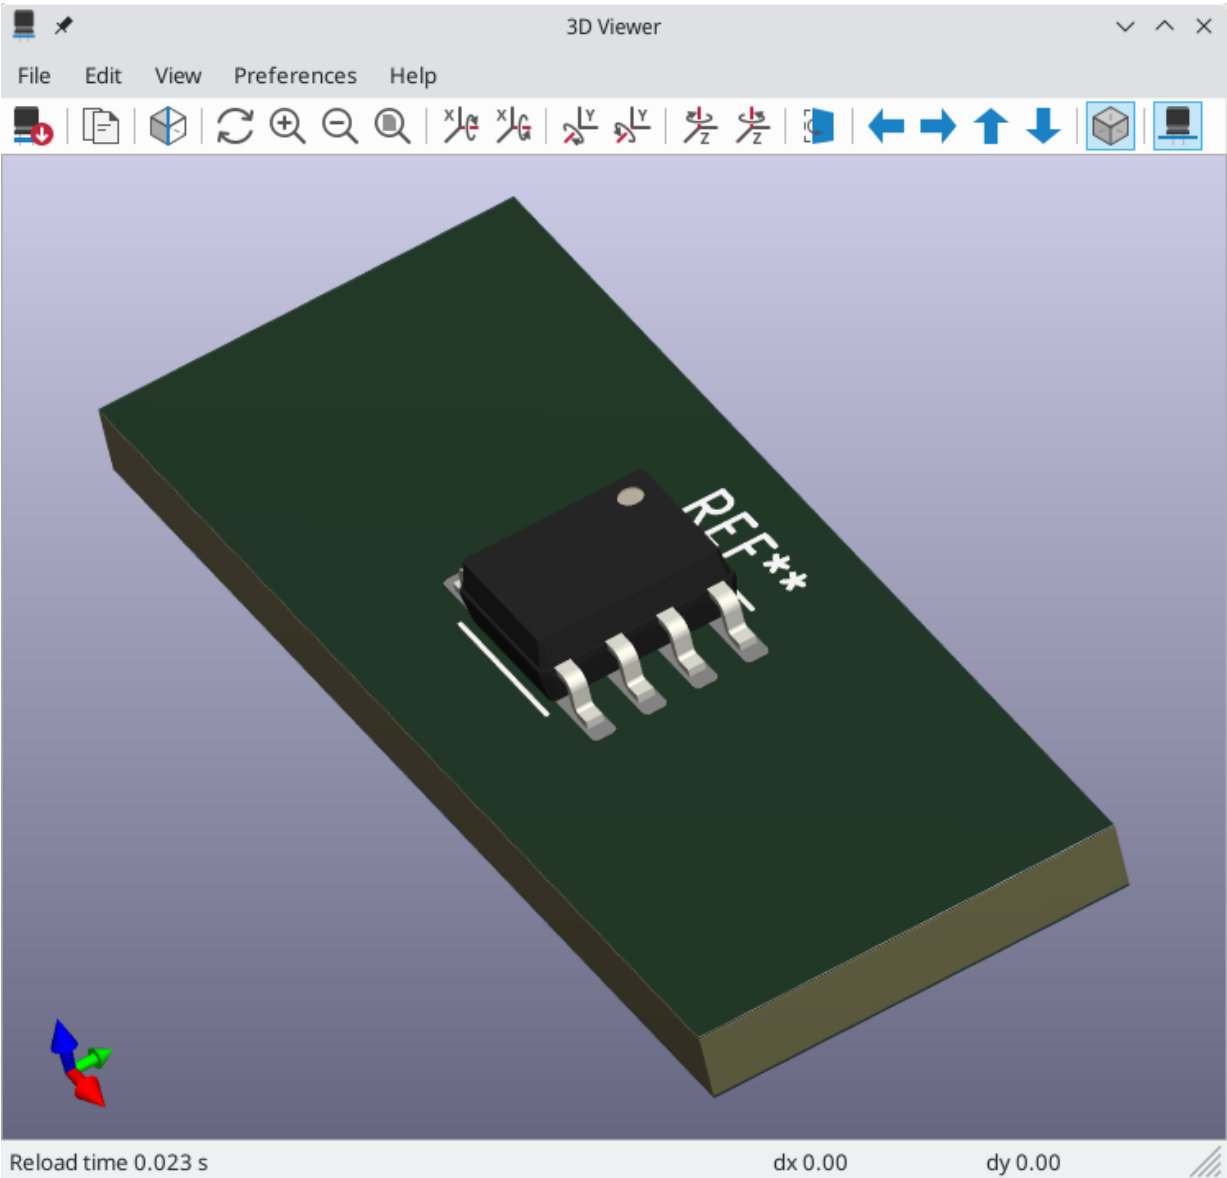 3D Viewer
File Edit View Preferences Help
X X Y Y Z Z
REF**
Reload time 0.023 s dx 0.00 dy 0.00